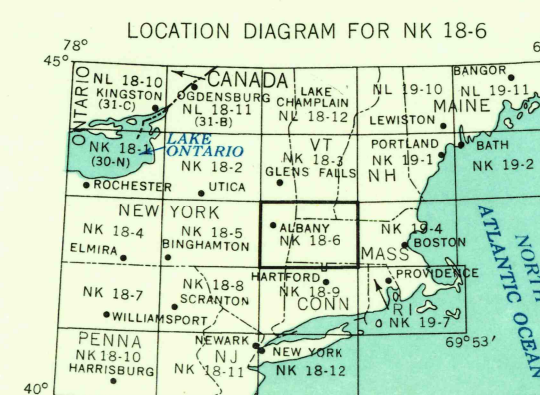 LOCATION DIAGRAM FOR NK 18-6
78°
45°
ONTARIO
NL 18-10
KINGSTON
(31-C)
CANADA
OGDENSBURG
NL 18-11
(31-B)
LAKE
CHAMPLAIN
NL 18-12
NL 19-10
BANGOR
NL 19-11
MAINE
LEWISTON
NK 18-1
(30-N)
LAKE
ONTARIO
NK 18-2
VT
NK 18-3
GLENS FALLS
NH
PORTLAND
NK 19-1
BATH
NK 19-2
ROCHESTER
UTICA
NEW YORK
NK 18-4
NK 18-5
ELMIRA
BINGHAMTON
ALBANY
NK 18-6
NK 19-4
BOSTON
MASS
NORTH
ATLANTIC OCEAN
NK 18-7
NK 18-8
SCRANTON
WILLIAMSPORT
HARTFORD
NK 18-9
CONN
PROVIDENCE
RI
NK 19-7
69°53'
PENNA
NK 18-10
HARRISBURG
NEWARK
NJ
NK 18-11
NEW YORK
NK 18-12
40°